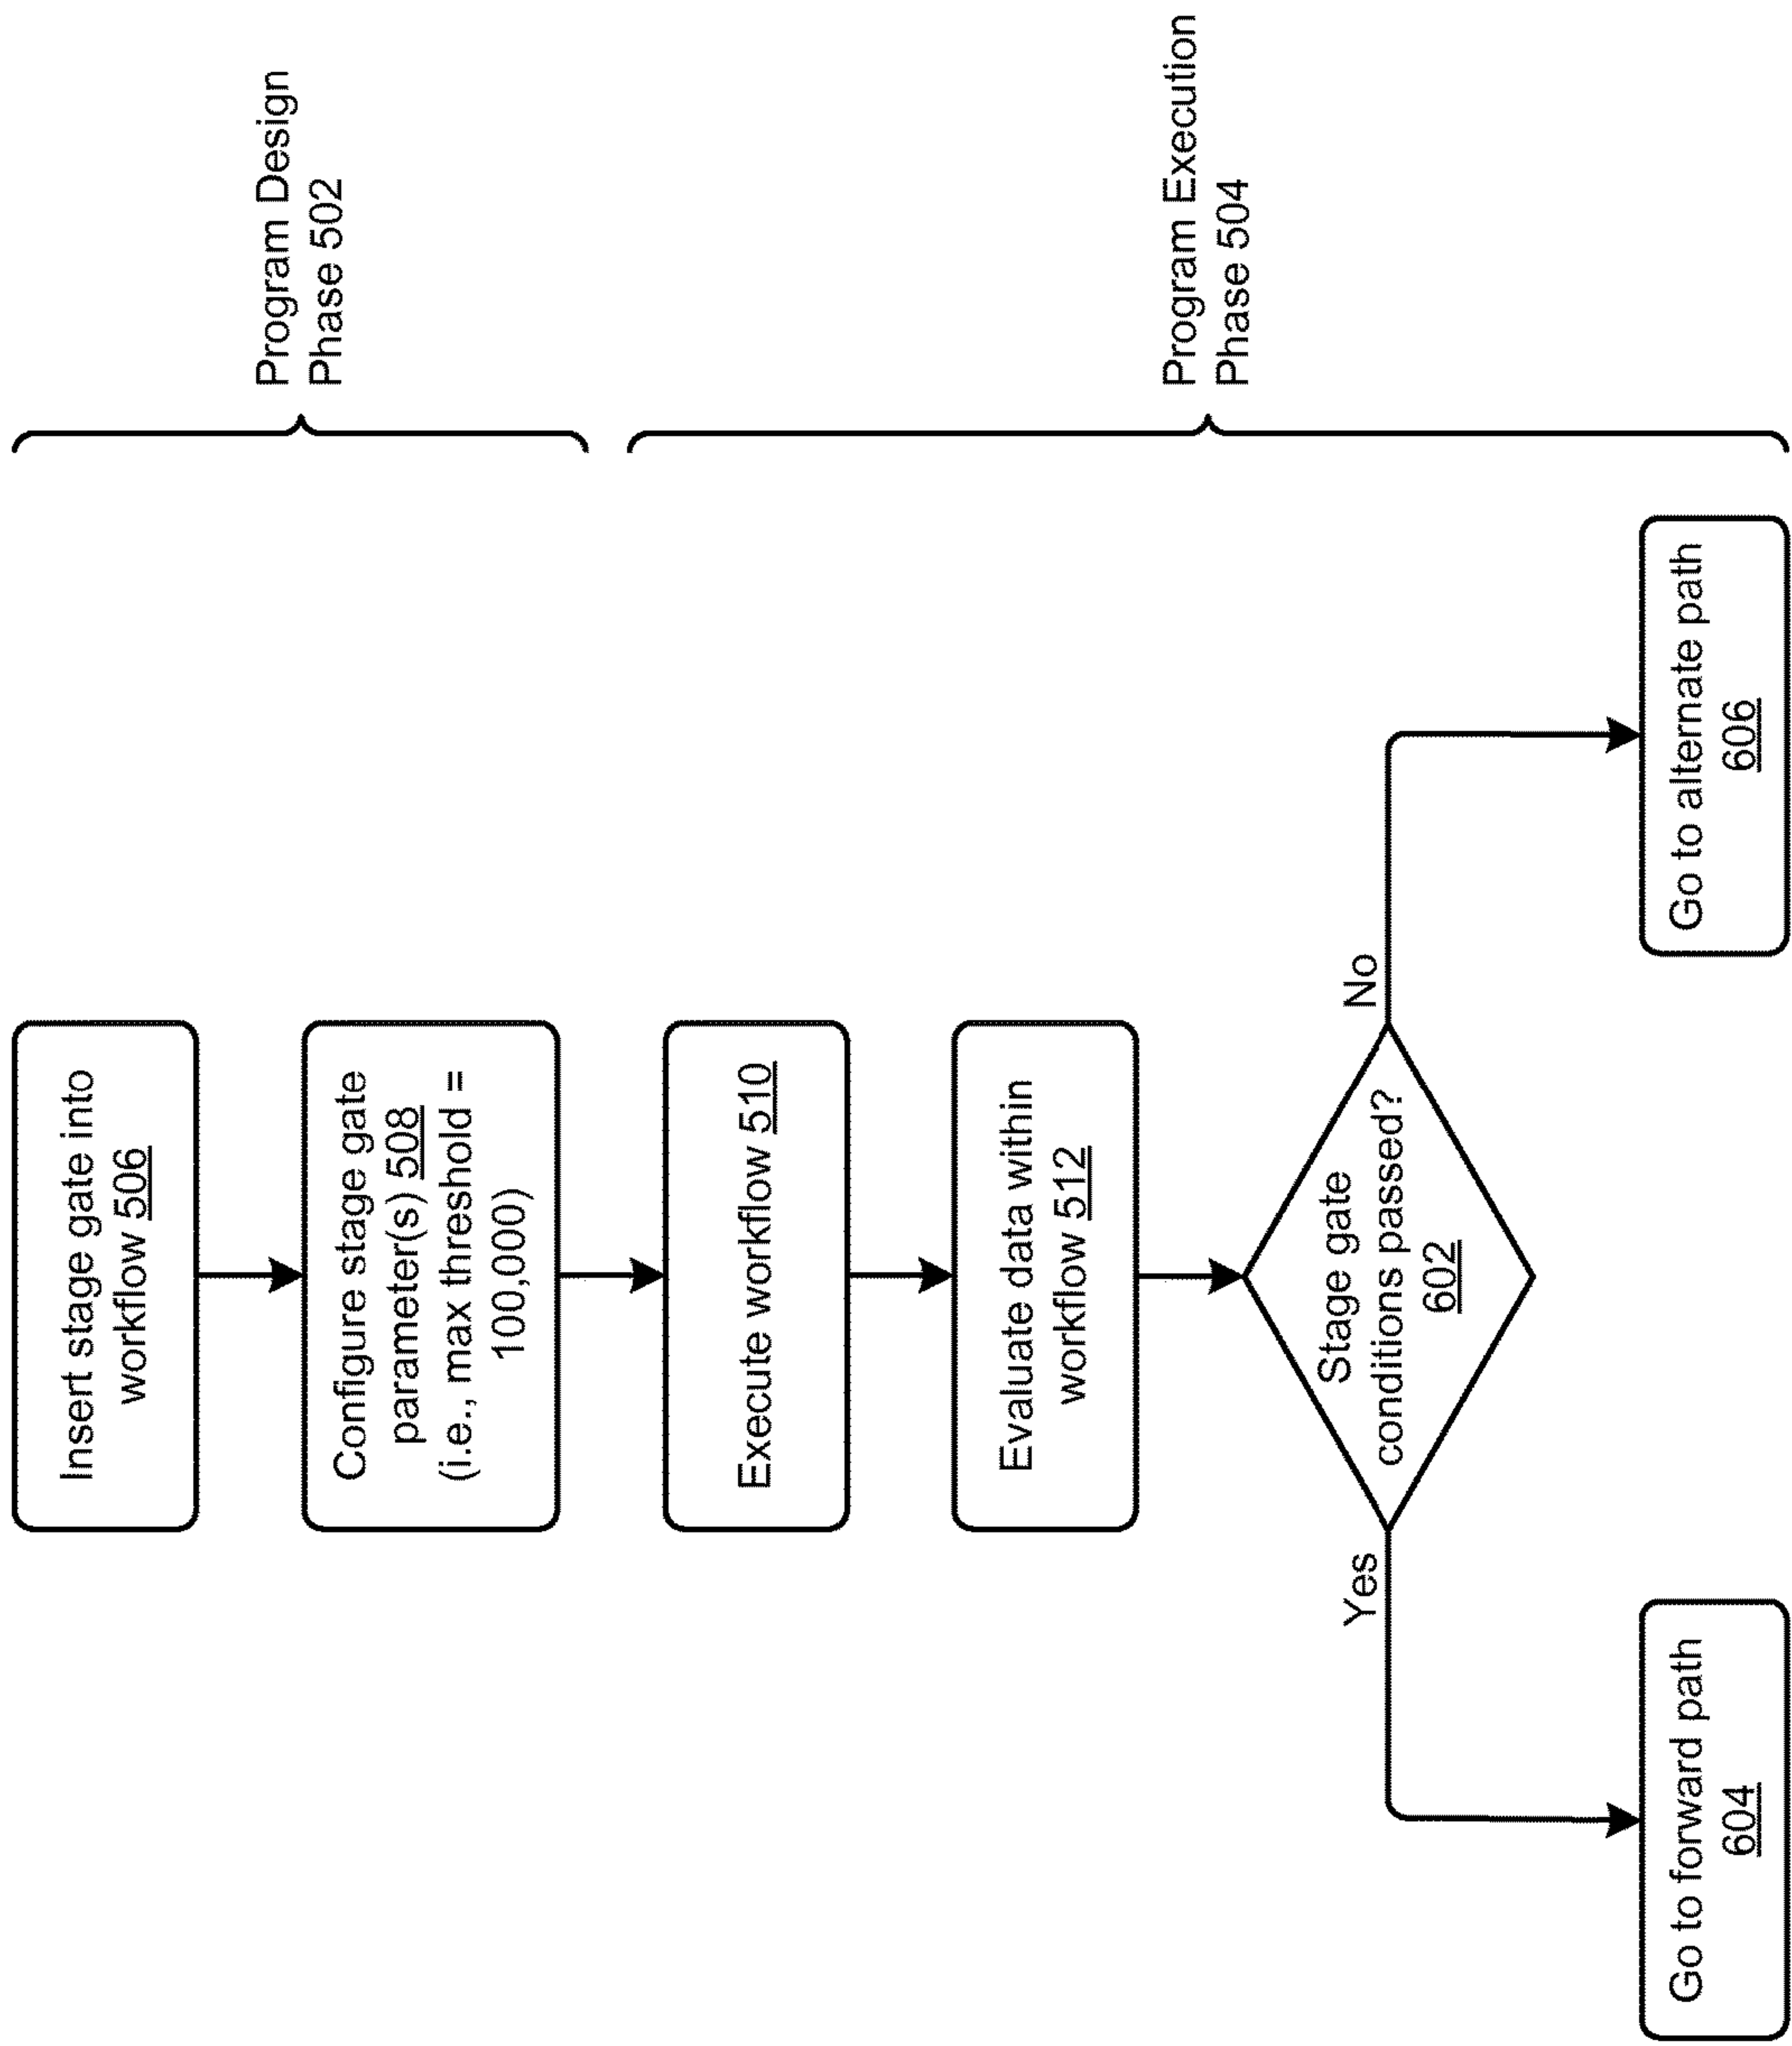 Insert stage gate into
workflow 506
Configure stage gate
parameter(s) 508
(i.e., max threshold =
100,000)
Program Design
Phase 502
Execute workflow 510
Evaluate data within
workflow 512
Stage gate
conditions passed?
602
Yes
No
Go to forward path
604
Go to alternate path
606
Program Execution
Phase 504